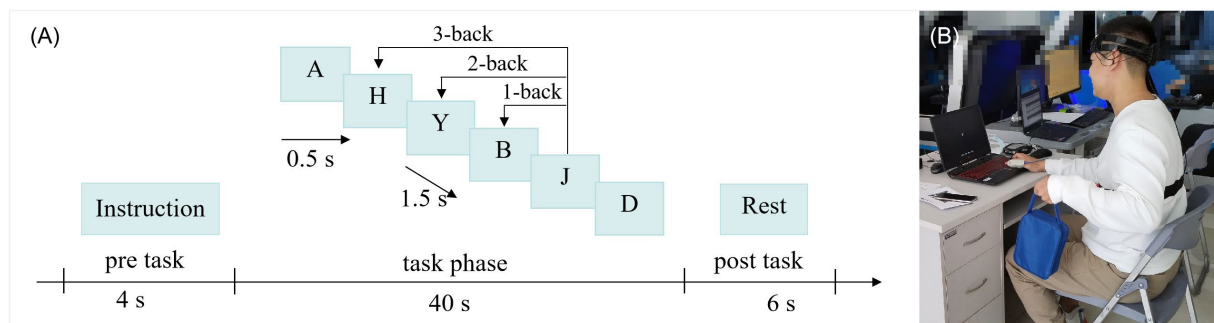 (A)
3-back
2-back
1-back
A
H
Y
B
J
D
0.5 s
1.5 s
Instruction
Rest
pre task
task phase
post task
4 s
40 s
6 s
(B)